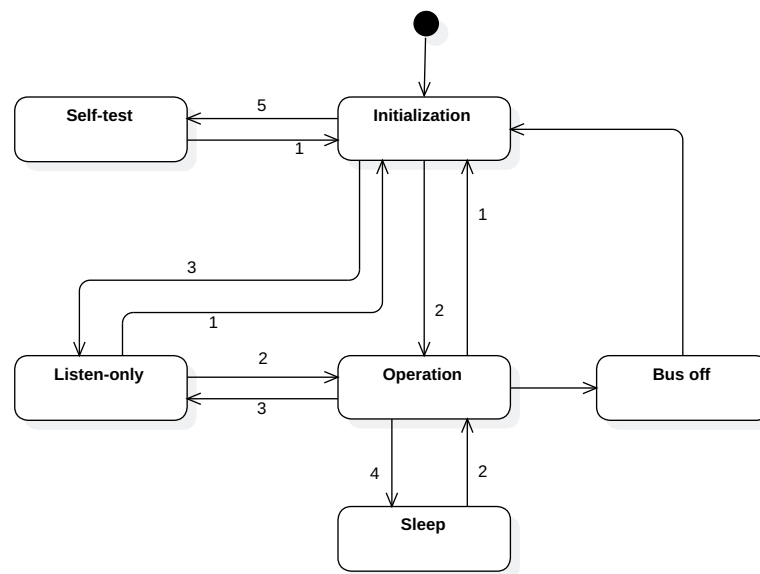 Self-test
5
Initialization
1
1
3
2
1
Listen-only
2
Operation
Bus off
3
4
2
Sleep